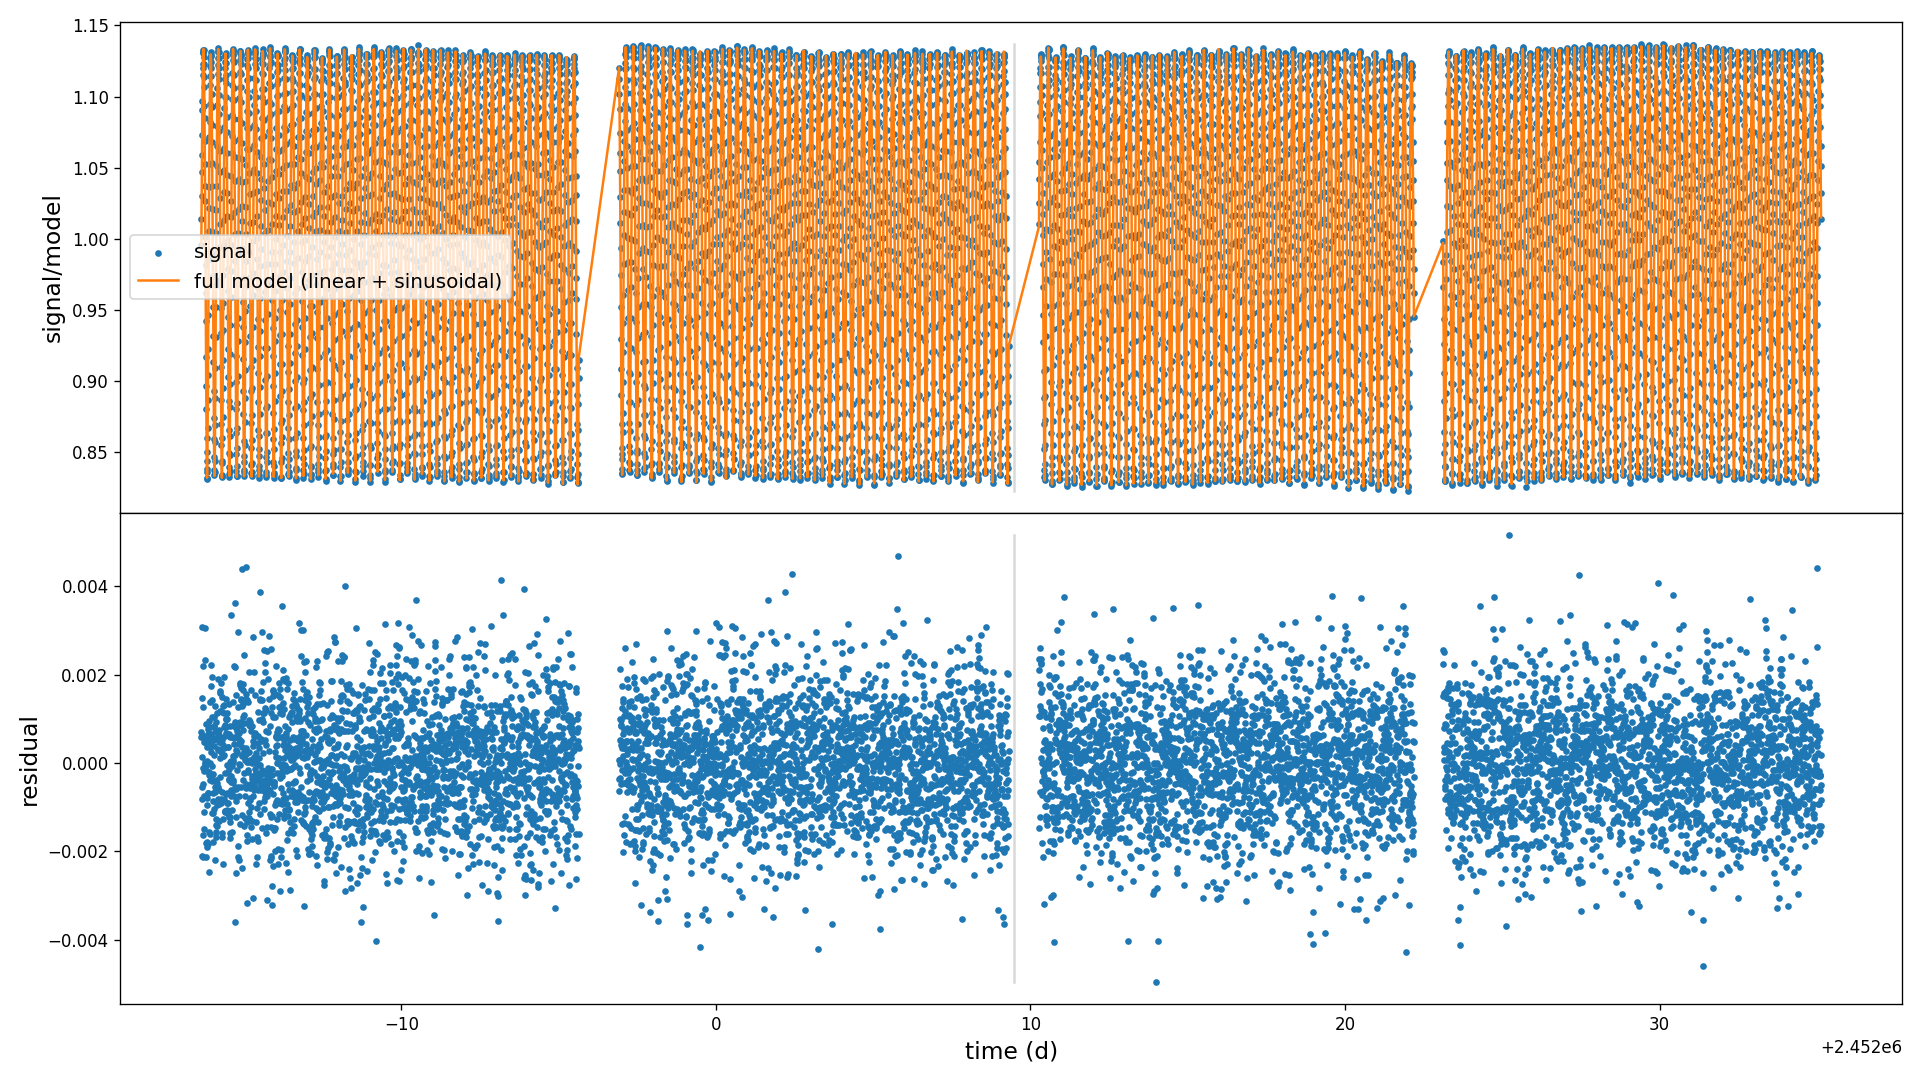 1.15
1.10
1.05
1.00
0.95
0.90
0.85
signal/model
signal
full model (linear + sinusoidal)
0.004
0.002
0.000
−0.002
−0.004
residual
−10
0
10
20
30
time (d)
+2.452e6